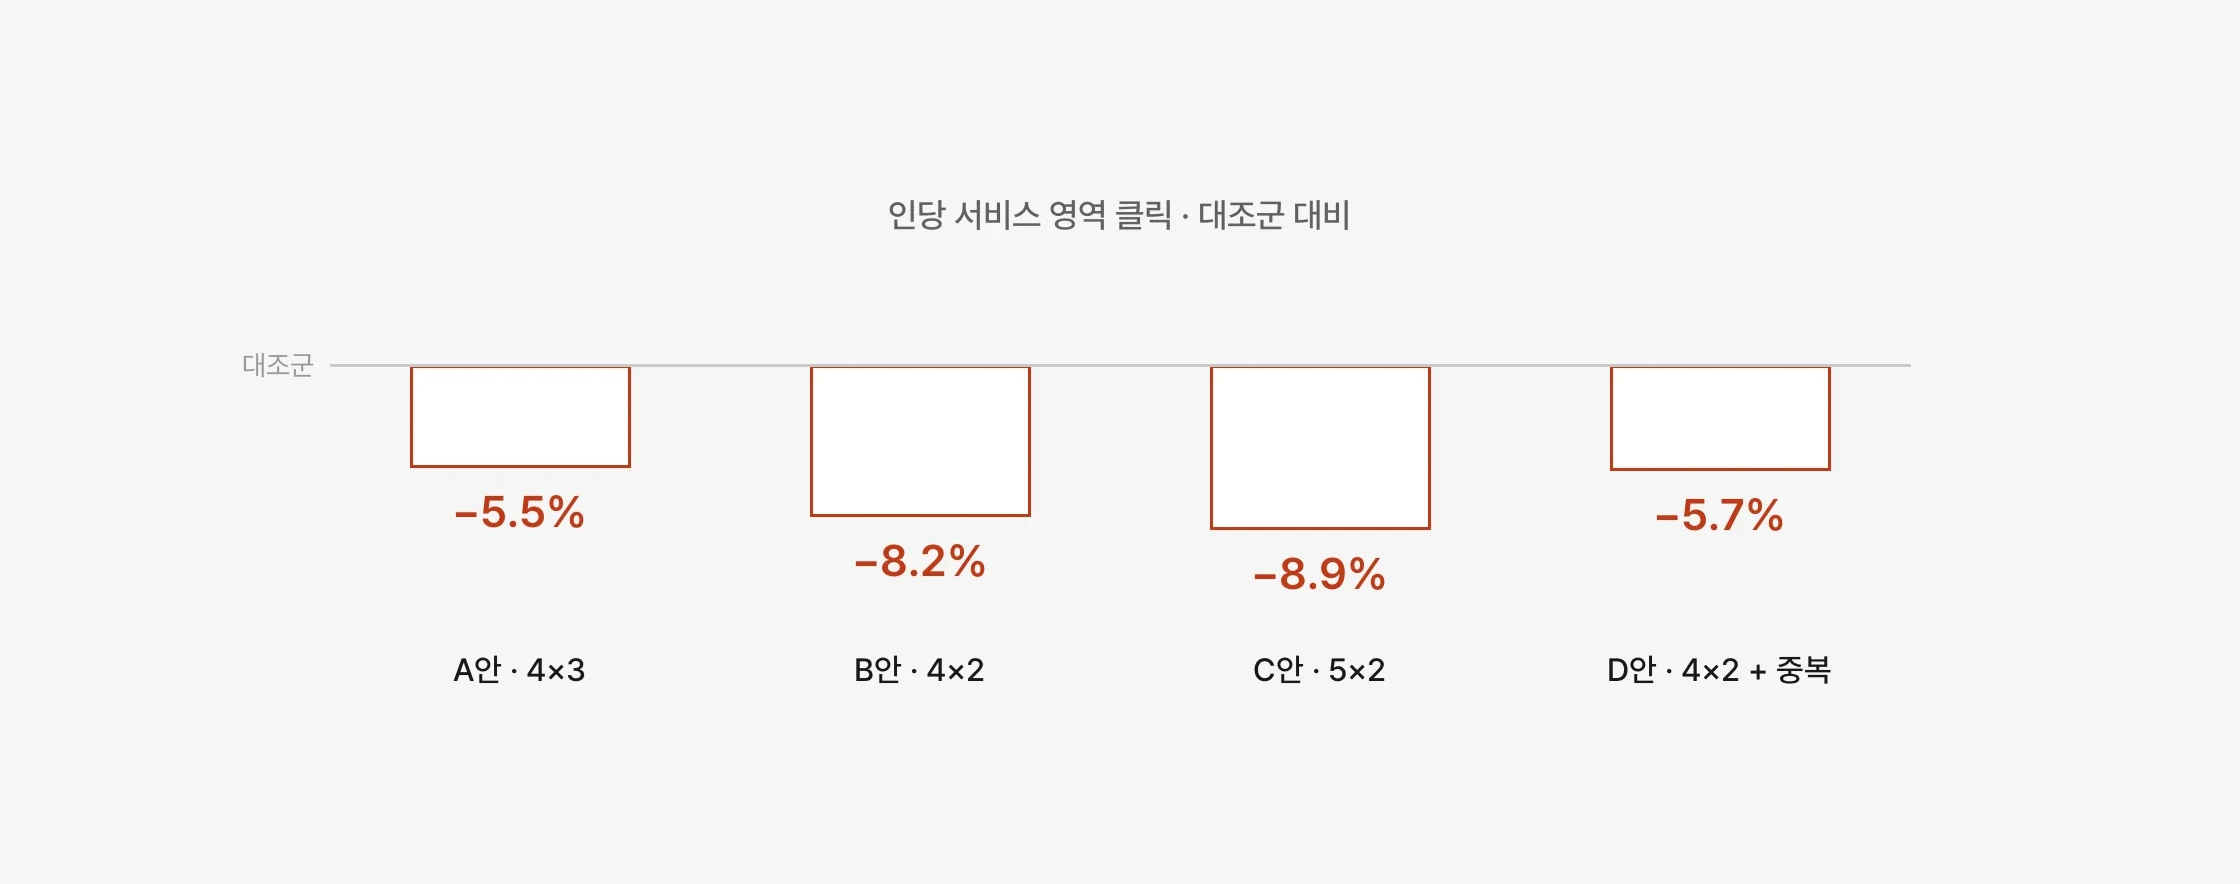 인당 서비스 영역 클릭 · 대조군 대비
대조군
−5.5%
−8.2%
−8.9%
−5.7%
A안 · 4×3
B안 · 4×2
C안 · 5×2
D안 · 4×2 + 중복